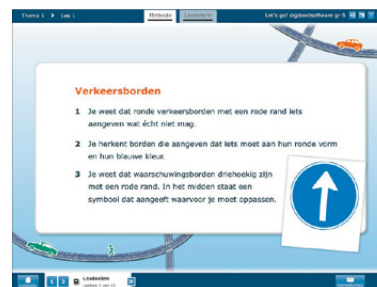 Thema 1 > Les 1
Methode
Leerkracht
Let's go! digibordsoftware gr 5
Verkeersborden
1 Je weet dat ronde verkeersborden met een rode rand iets
aangeven wat écht niet mag.
2 Je herkent borden die aangeven dat iets moet aan hun ronde vorm
en hun blauwe kleur.
3 Je weet dat waarschuwingsborden driehoekig zijn
met een rode rand. In het midden staat een
symbool dat aangeeft waarvoor je moet oppassen.
Lesdoelen